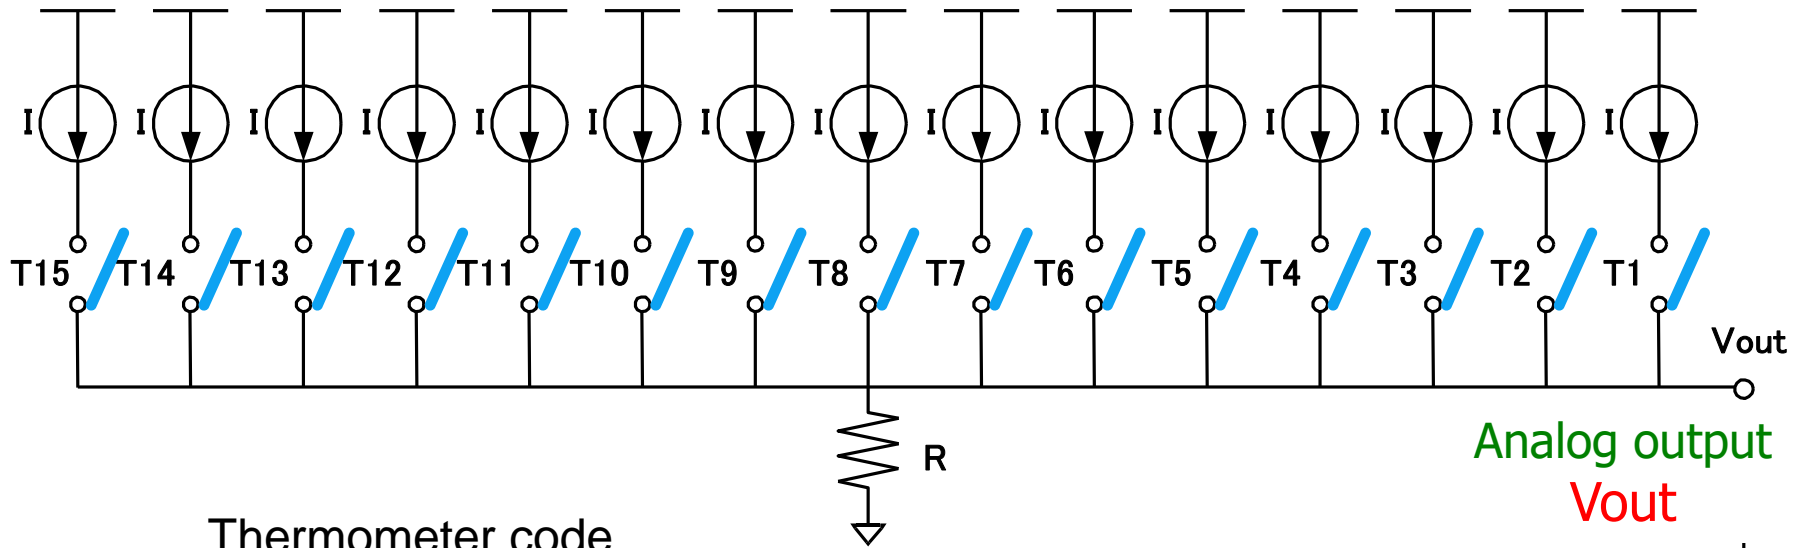 I I I I I I I I I I I I I I I
T15 T14 T13 T12 T11 T10 T9 T8 T7 T6 T5 T4 T3 T2 T1
Vout
R
Analog output
Vout
Thermometer code